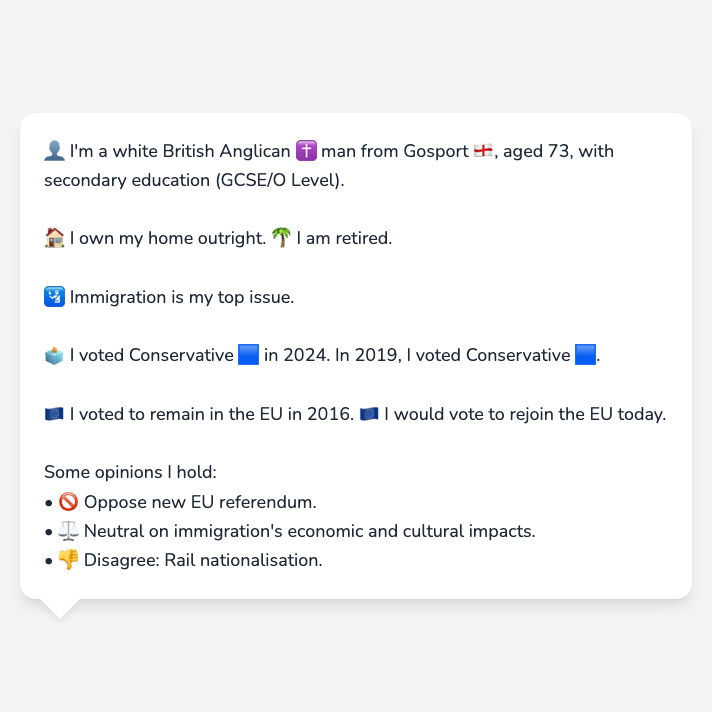 👤 I'm a white British Anglican ✝️ man from Gosport 🏴󠁧󠁢󠁥󠁮󠁧󠁿, aged 73, with
secondary education (GCSE/O Level).
🏠 I own my home outright. 🌴 I am retired.
🛂 Immigration is my top issue.
🗳️ I voted Conservative 🟦 in 2024. In 2019, I voted Conservative 🟦.
🇪🇺 I voted to remain in the EU in 2016. 🇪🇺 I would vote to rejoin the EU today.
Some opinions I hold:
• 🚫 Oppose new EU referendum.
• ⚖️ Neutral on immigration's economic and cultural impacts.
• 👎 Disagree: Rail nationalisation.